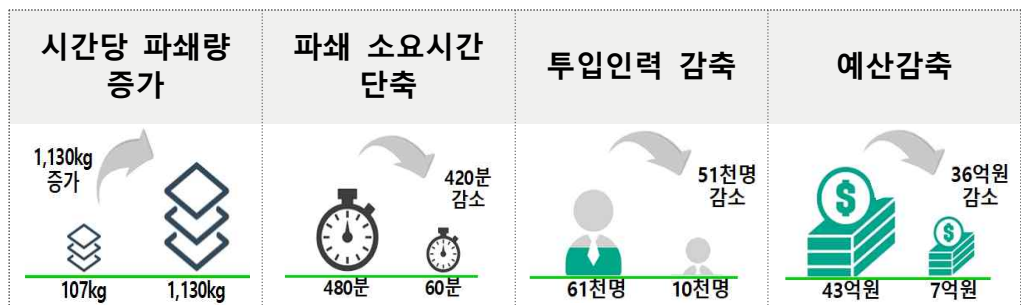 시간당 파쇄량
증가
파쇄 소요시간
단축
투입인력 감축
예산감축
1,130kg
증가
107kg
1,130kg
420분
감소
480분
60분
51천명
감소
61천명
10천명
$
$
36억원
감소
43억원
7억원